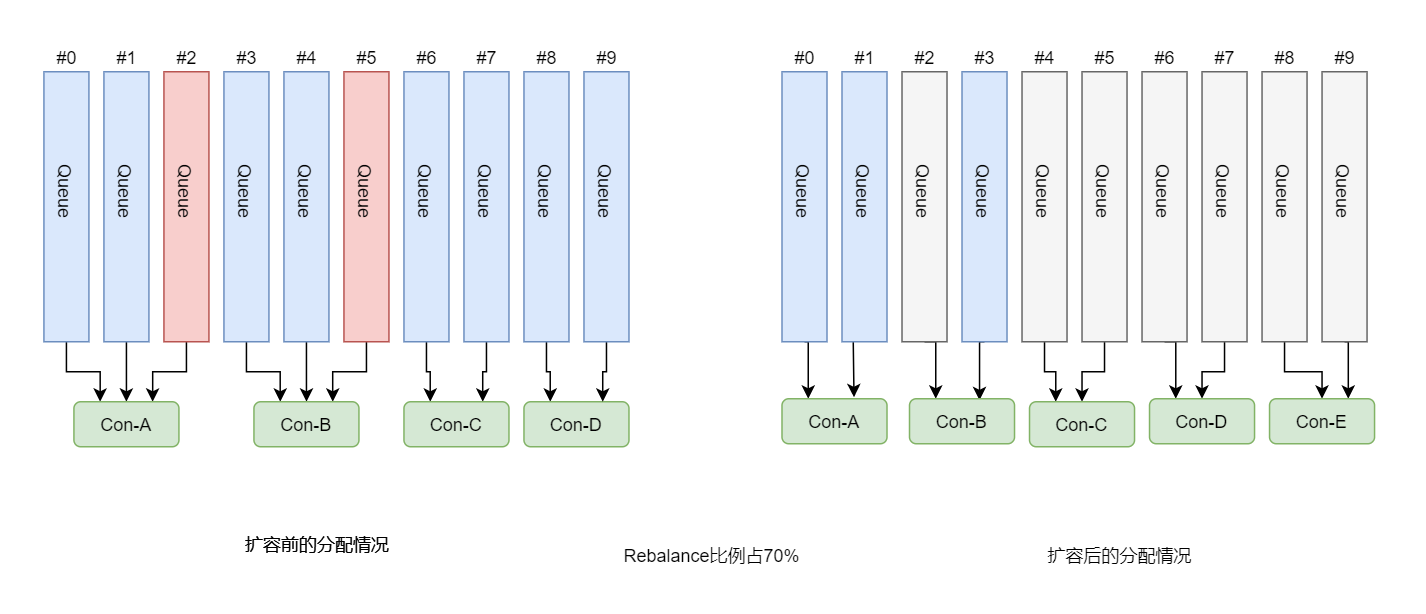 #0 #1 #2 #3 #4 #5 #6 #7 #8 #9
Queue Queue Queue Queue Queue Queue Queue Queue Queue Queue
Con-A Con-B Con-C Con-D
扩容前的分配情况
#0 #1 #2 #3 #4 #5 #6 #7 #8 #9
Queue Queue Queue Queue Queue Queue Queue Queue Queue Queue
Con-A Con-B Con-C Con-D Con-E
Rebalance比例占70%
扩容后的分配情况